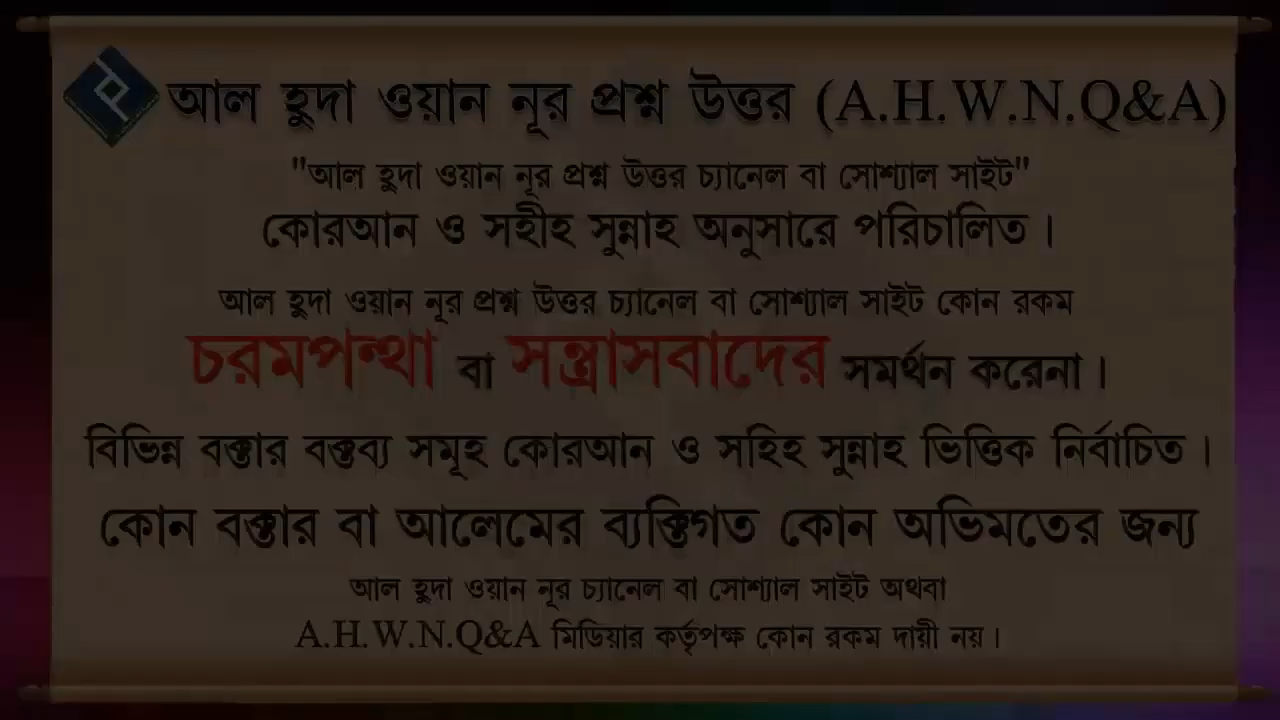 আল হুদা ওয়ান নূর প্রশ্ন উত্তর (A.H.W.N.Q&A)
"আল হুদা ওয়ান নূর প্রশ্ন উত্তর চ্যানেল বা সোশ্যাল সাইট"
কোরআন ও সহীহ সুন্নাহ অনুসারে পরিচালিত।
আল হুদা ওয়ান নূর প্রশ্ন উত্তর চ্যানেল বা সোশ্যাল সাইট কোন রকম
চরমপন্থা বা সন্ত্রাসবাদের সমর্থন করেনা।
বিভিন্ন বক্তার বক্তব্য সমূহ কোরআন ও সহিহ সুন্নাহ ভিত্তিক নির্বাচিত।
কোন বক্তার বা আলেমের ব্যক্তিগত কোন অভিমতের জন্য
আল হুদা ওয়ান নূর চ্যানেল বা সোশ্যাল সাইট অথবা
A.H.W.N.Q&A মিডিয়ার কর্তৃপক্ষ কোন রকম দায়ী নয়।